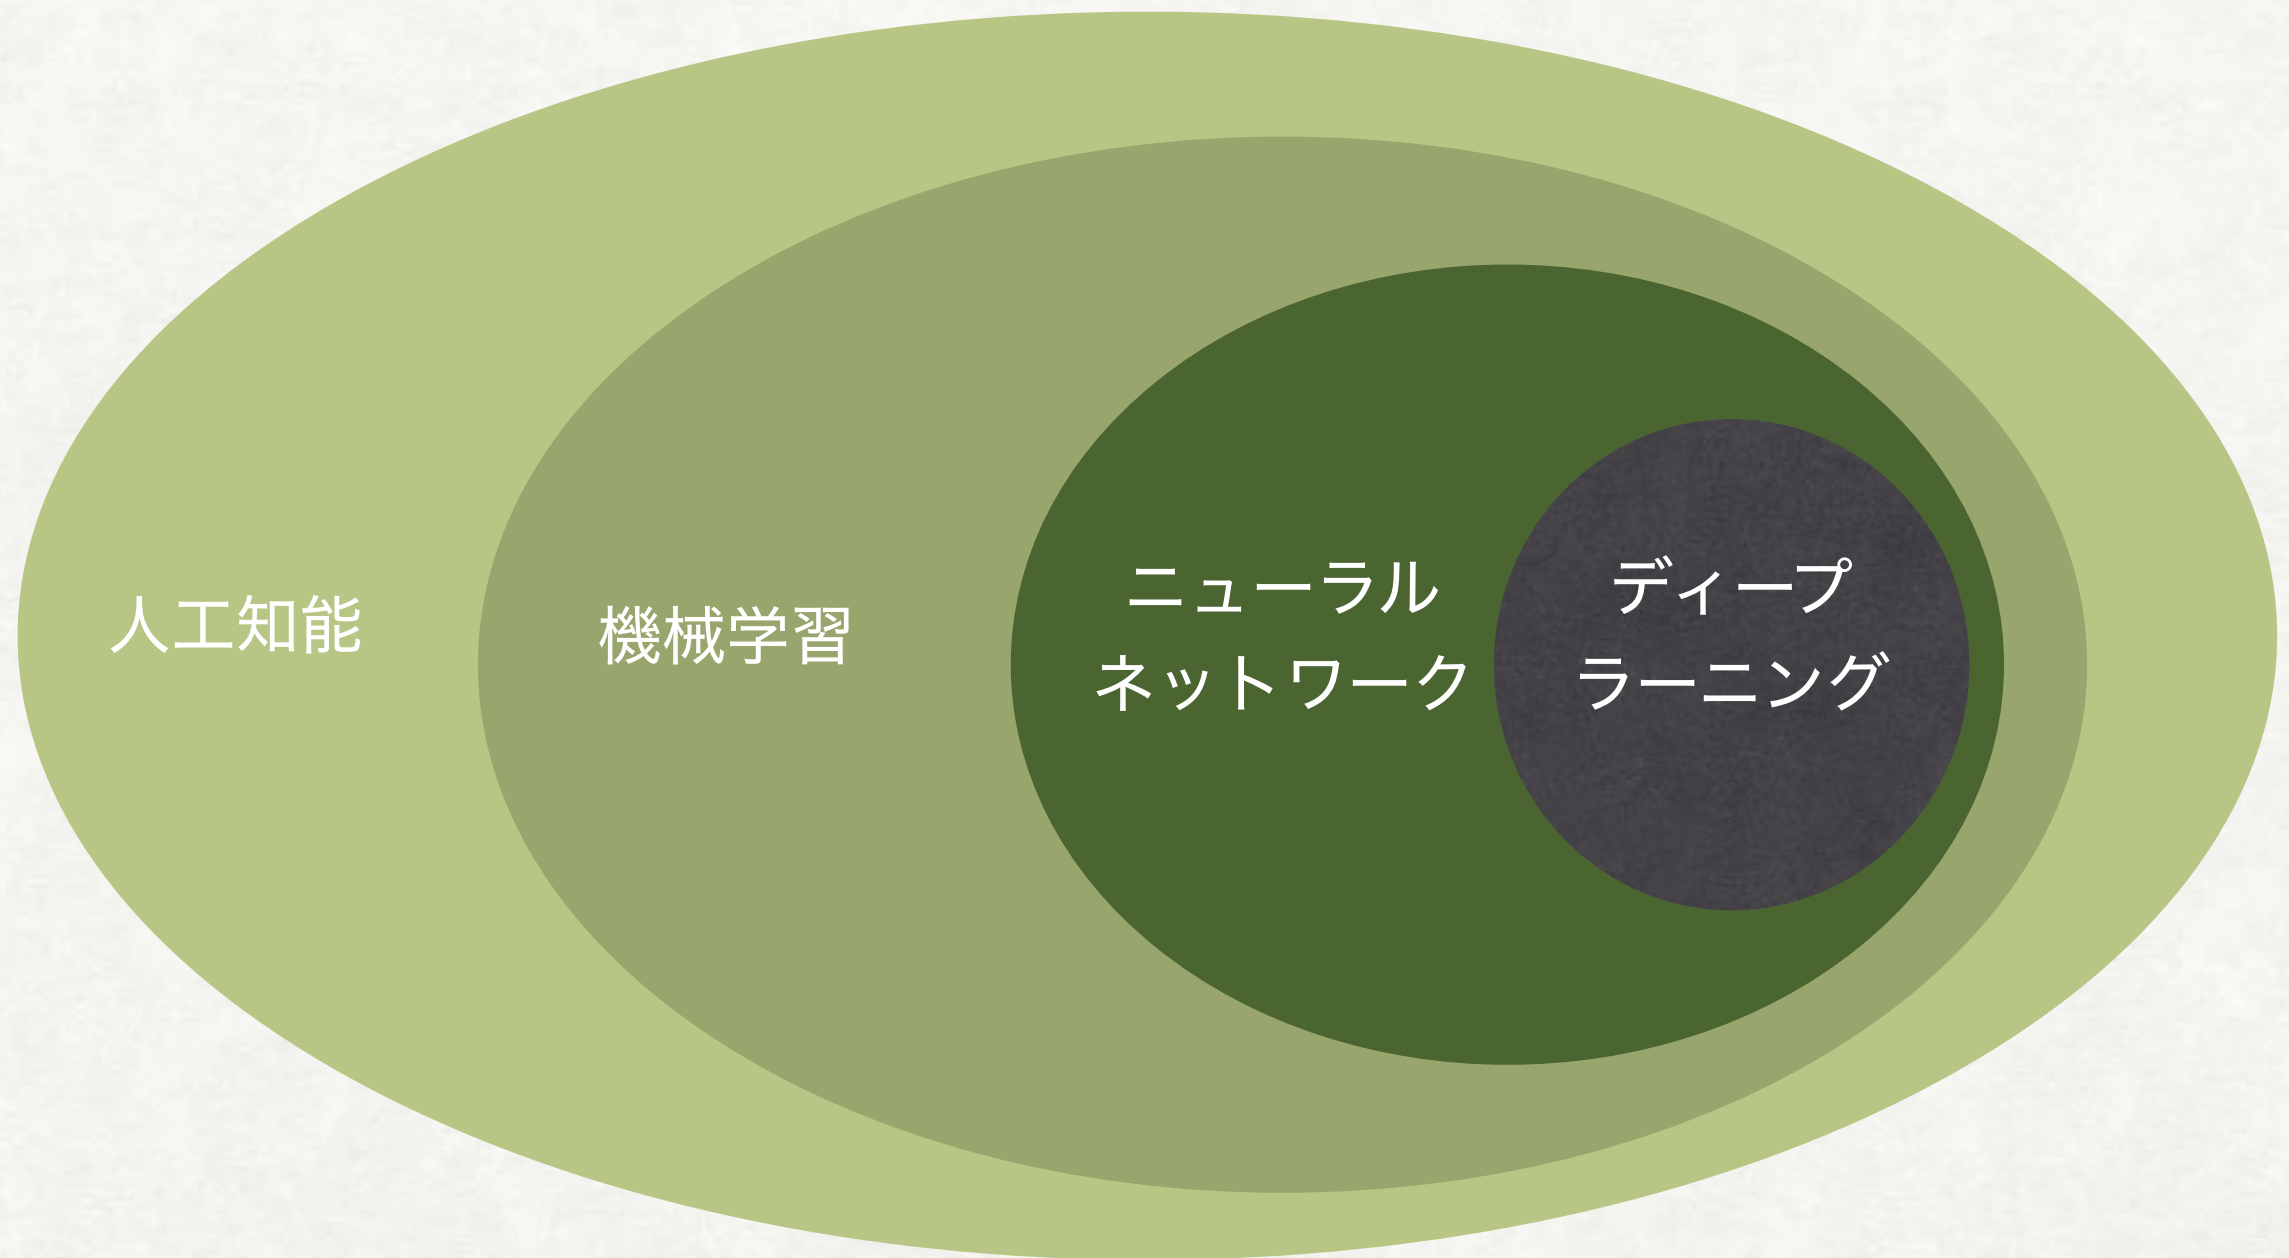 人工知能
機械学習
ニューラル
ネットワーク
ディープ
ラーニング